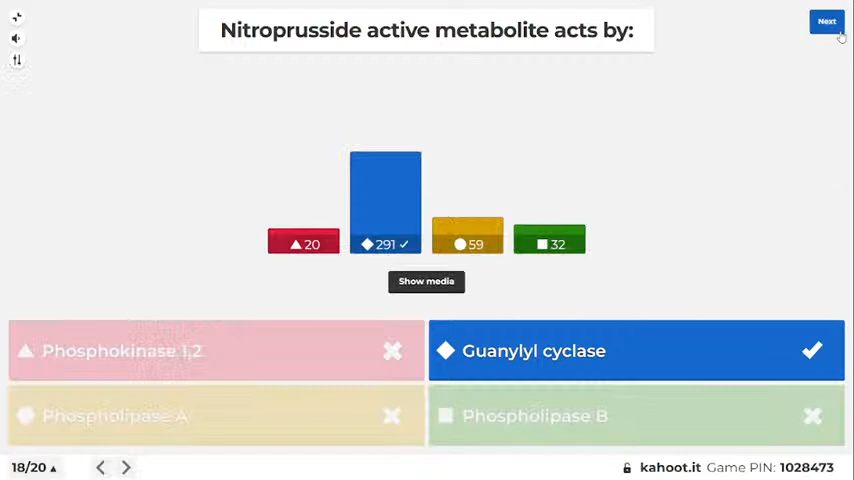 Nitroprusside active metabolite acts by:
Next
20
291
59
32
Show media
Phosphokinase 1,2
Guanylyl cyclase
Phospholipase A
Phospholipase B
18/20
kahoot.it Game PIN: 1028473